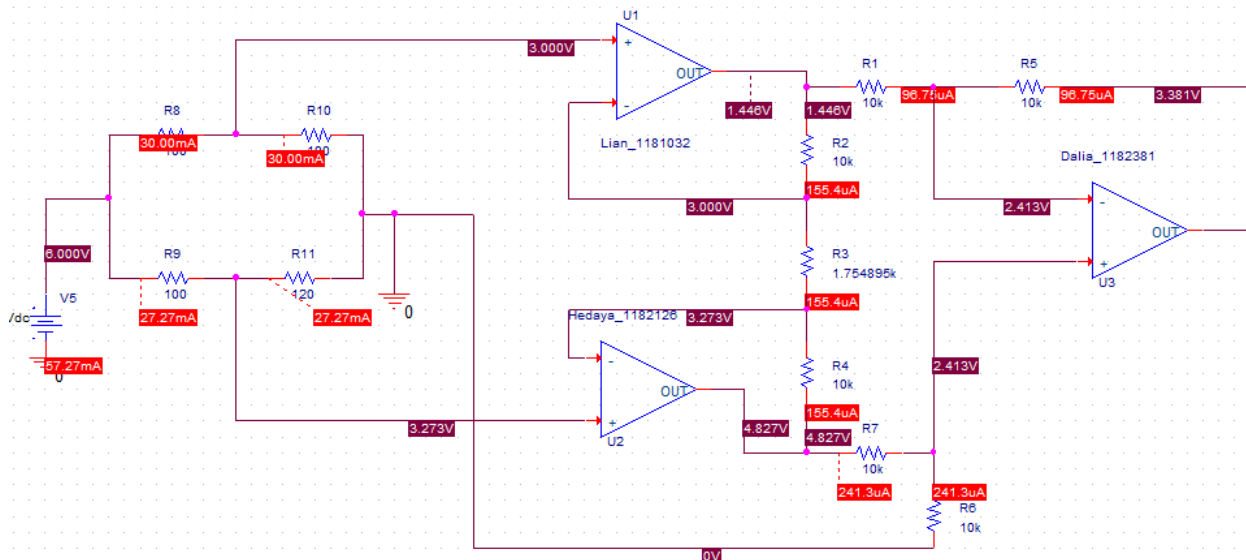 U1
+
3.000V
OUT
-
1.446V
1.446V
R1
10k
96.75uA
R5
10k
96.75uA
3.381V
R8
30.00mA
R10
30.00mA
Lian_1181032
R2
10k
155.4uA
Dalia_1182381
3.000V
2.413V
-
OUT
+
U3
6.000V
R9
100
27.27mA
R11
120
27.27mA
0
R3
1.754895k
155.4uA
V5
57.27mA
0
Hedaya_1182126
3.273V
-
OUT
+
U2
3.273V
4.827V
R4
10k
155.4uA
4.827V
R7
10k
241.3uA
2.413V
241.3uA
R6
10k
0V